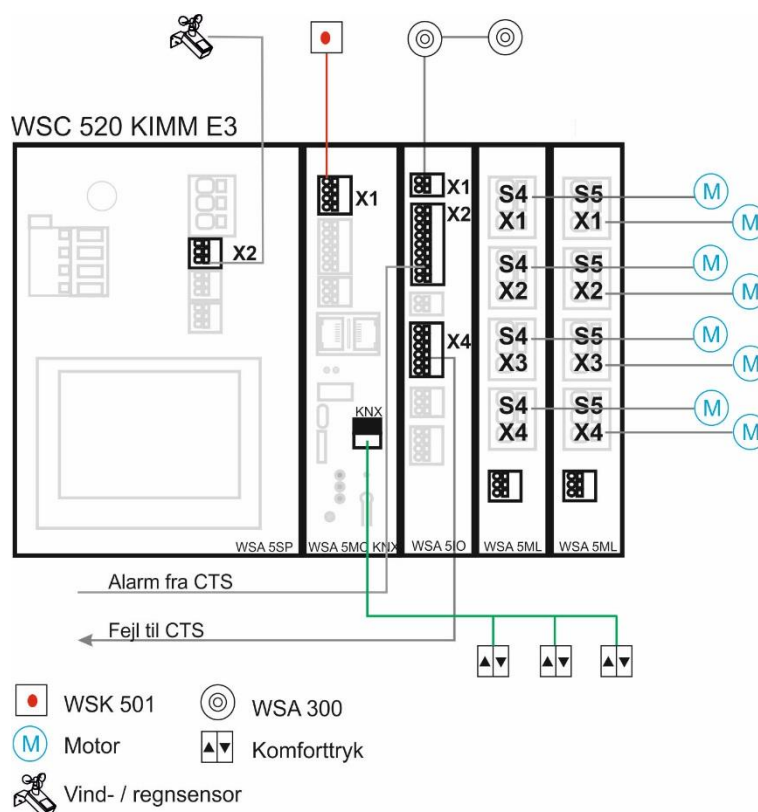 WSC 520 KIMM E3
X2
X1
X1
X2
X4
KNX
S4
X1
S4
X2
S4
X3
S4
X4
S5
X1
S5
X2
S5
X3
S5
X4
M
M
M
M
M
M
M
M
WSA 5SP
WSA 5MC KNX
WSA 5IO
WSA 5ML
WSA 5ML
Alarm fra CTS
Fejl til CTS
WSK 501
WSA 300
M Motor
Komforttryk
Vind- / regnsensor